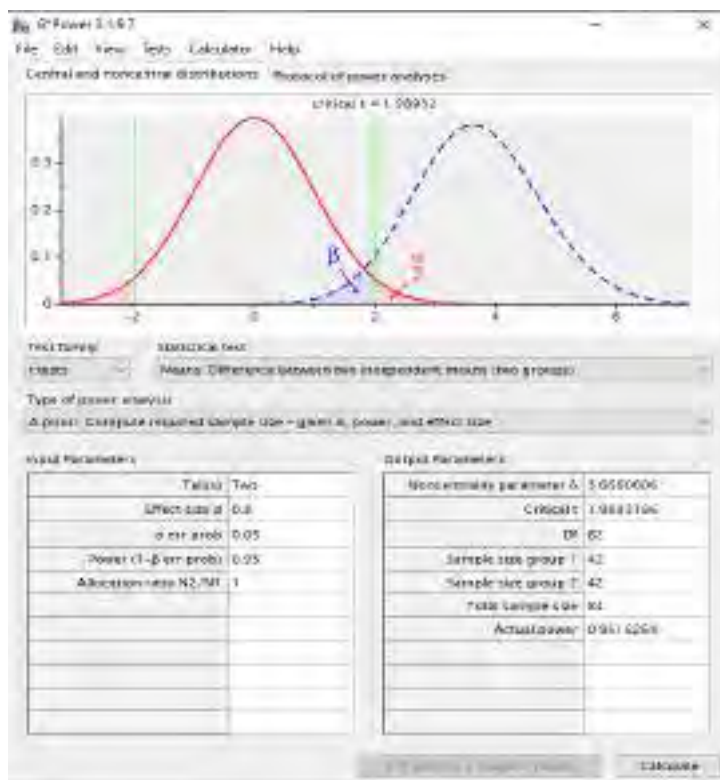 G*Power 3.1.9.7
File Edit View Tests Calculator Help
Central and noncentral distributions Protocol of power analyses
critical t = 1.98932
0.3
0.2
0.1
0
β
α
2
-2 0 2 4 6
Test family Statistical test
t tests Means: Difference between two independent means (two groups)
Type of power analysis
A priori: Compute required sample size - given α, power, and effect size
Input Parameters Output Parameters
Tail(s) Two Noncentrality parameter δ 3.6660606
Effect size d 0.8 Critical t
α err prob 0.05 Df 82
Power (1-β err prob) 0.95 Sample size group 1 42
Allocation ratio N2/N1 1 Sample size group 2 42
Total sample size 84
Actual power
Calculate